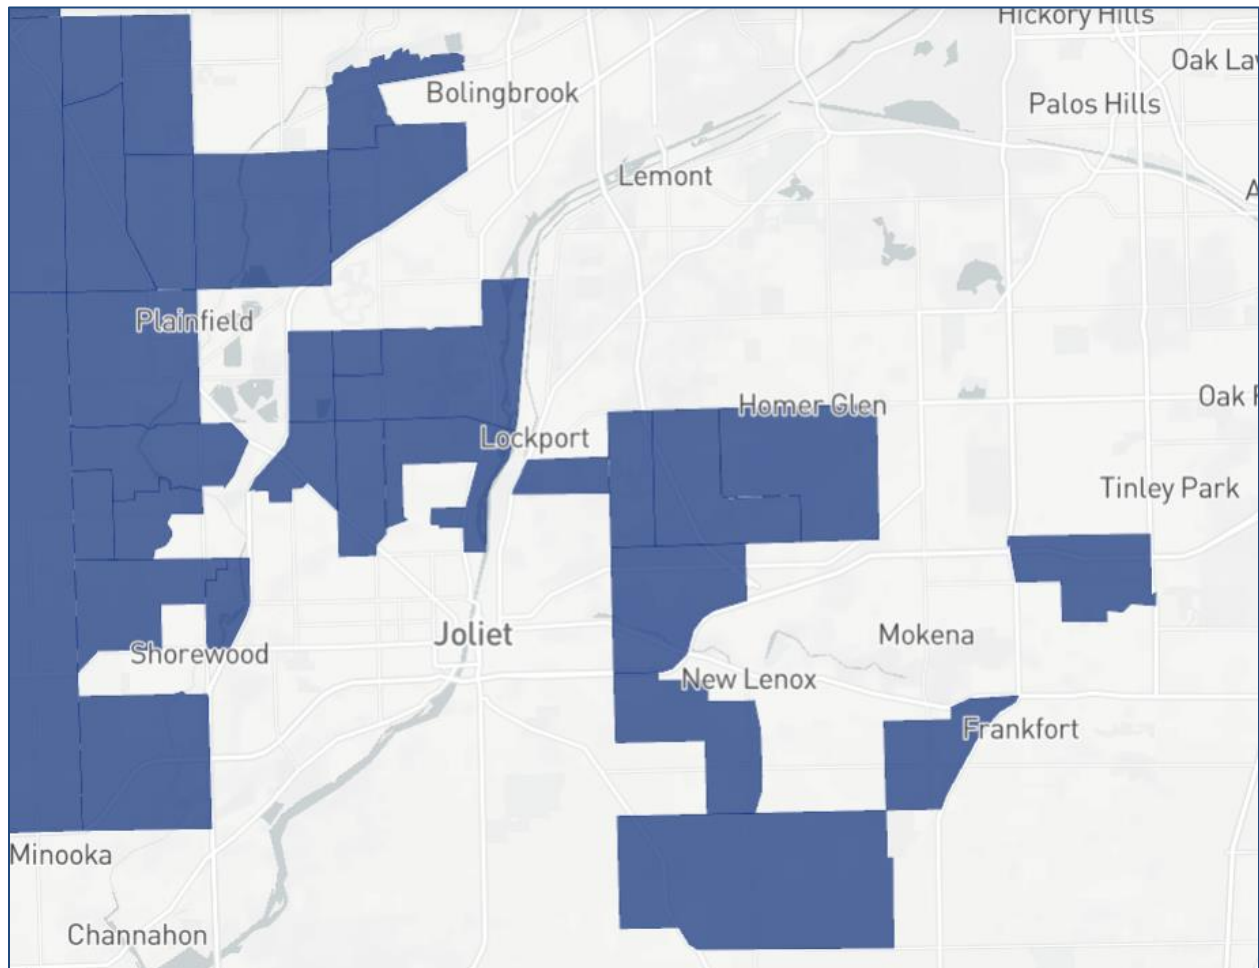 Hickory Hills
Oak Law
Palos Hills
Bolingbrook
Lemont
A
Plainfield
Homer Glen
Oak F
Lockport
Tinley Park
Joliet
Mokena
Shorewood
New Lenox
Frankfort
Minooka
Channahon